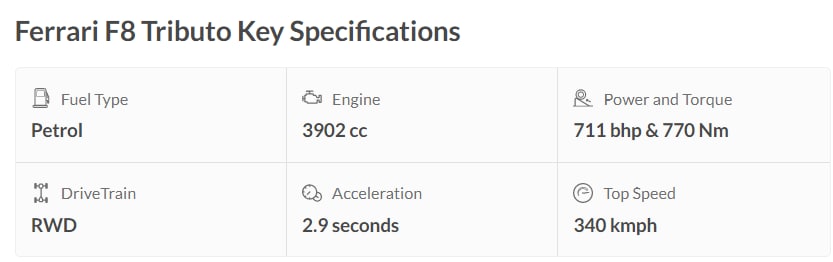 Ferrari F8 Tributo Key Specifications
Fuel Type
Petrol
Engine
3902 cc
Power and Torque
711 bhp & 770 Nm
DriveTrain
RWD
Acceleration
2.9 seconds
Top Speed
340 kmph